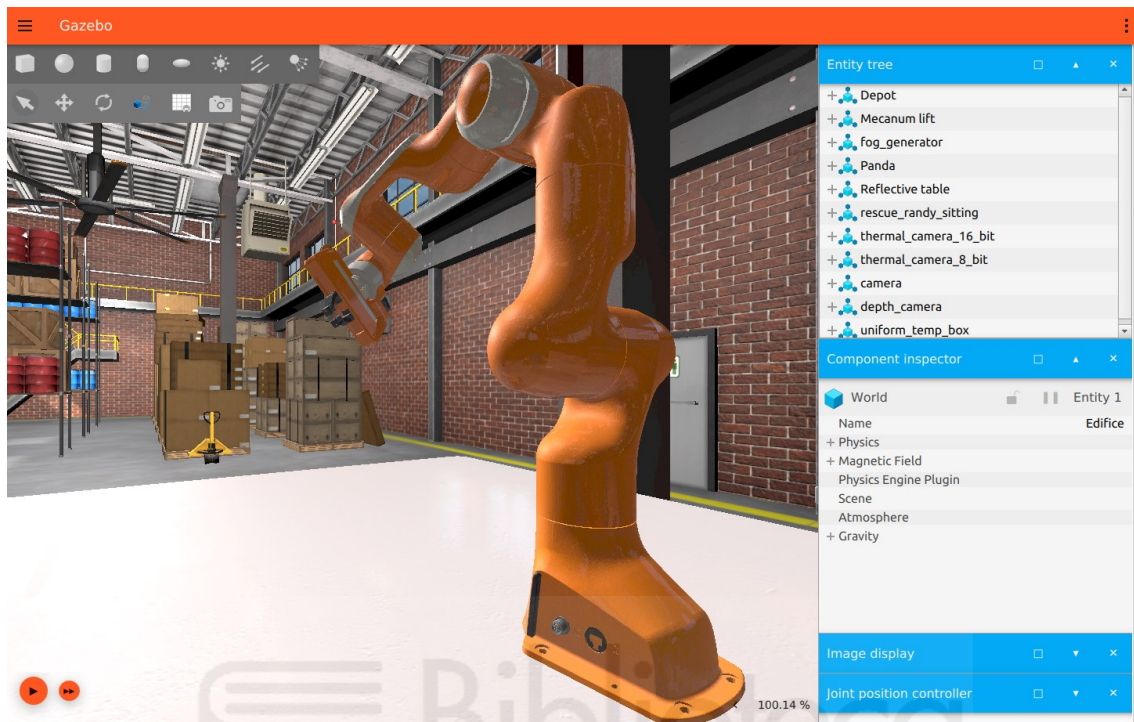 Gazebo
Entity tree
Depot
Mecanum lift
fog_generator
Panda
Reflective table
rescue_randy_sitting
thermal_camera_16_bit
thermal_camera_8_bit
camera
depth_camera
uniform_temp_box
Component inspector
World Entity 1
Name Edifice
Physics
Magnetic Field
Physics Engine Plugin
Scene
Atmosphere
Gravity
Image display
Joint position controller
100.14 %
Biblioteca